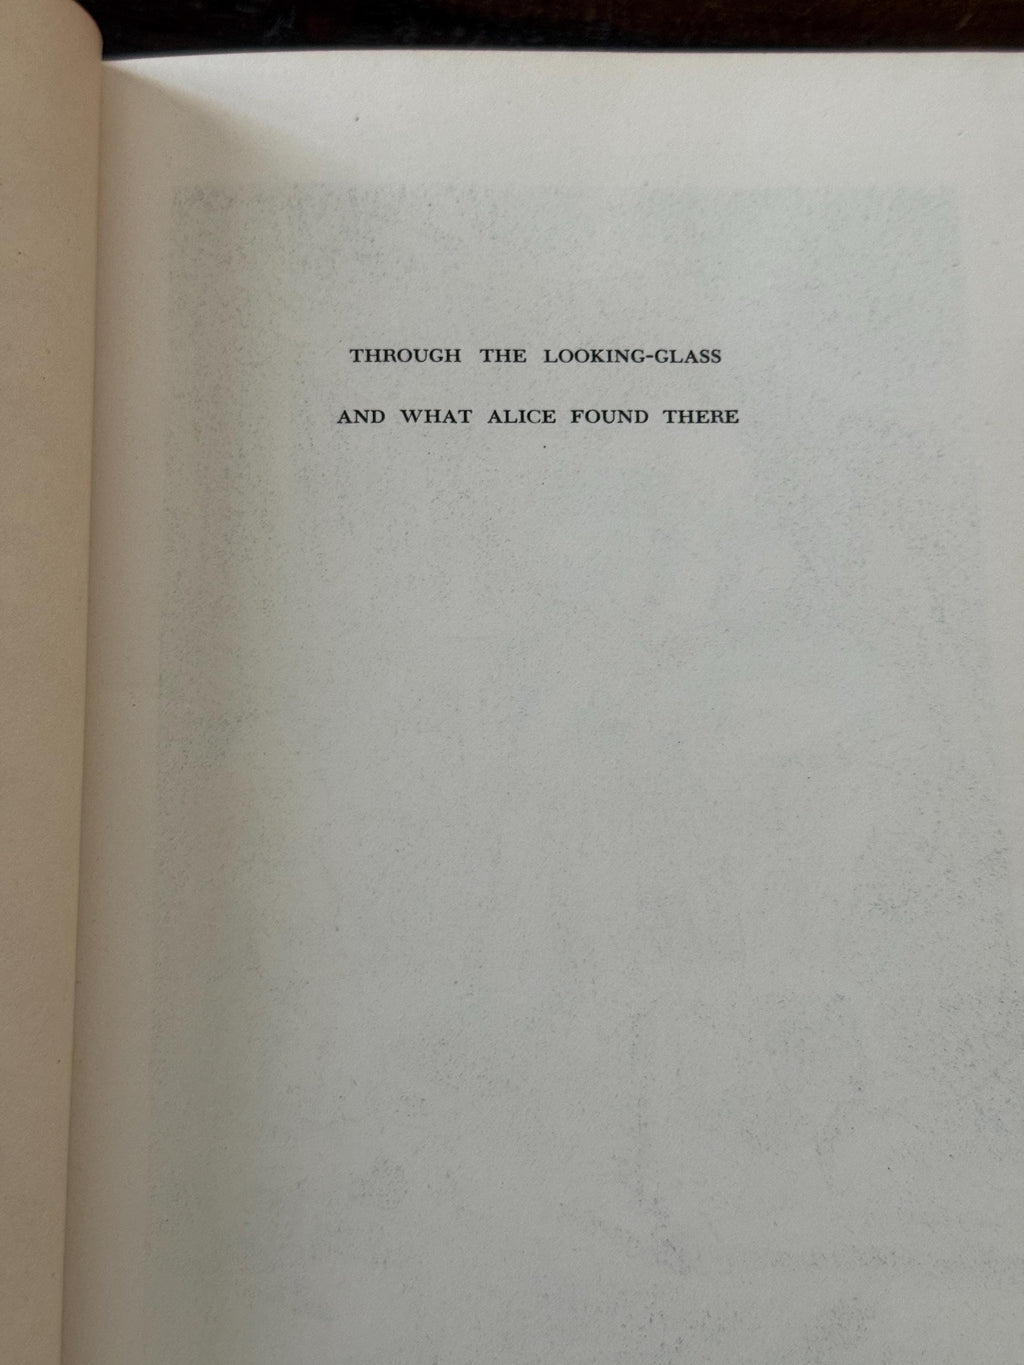 THROUGH THE LOOKING-GLASS
AND WHAT ALICE FOUND THERE